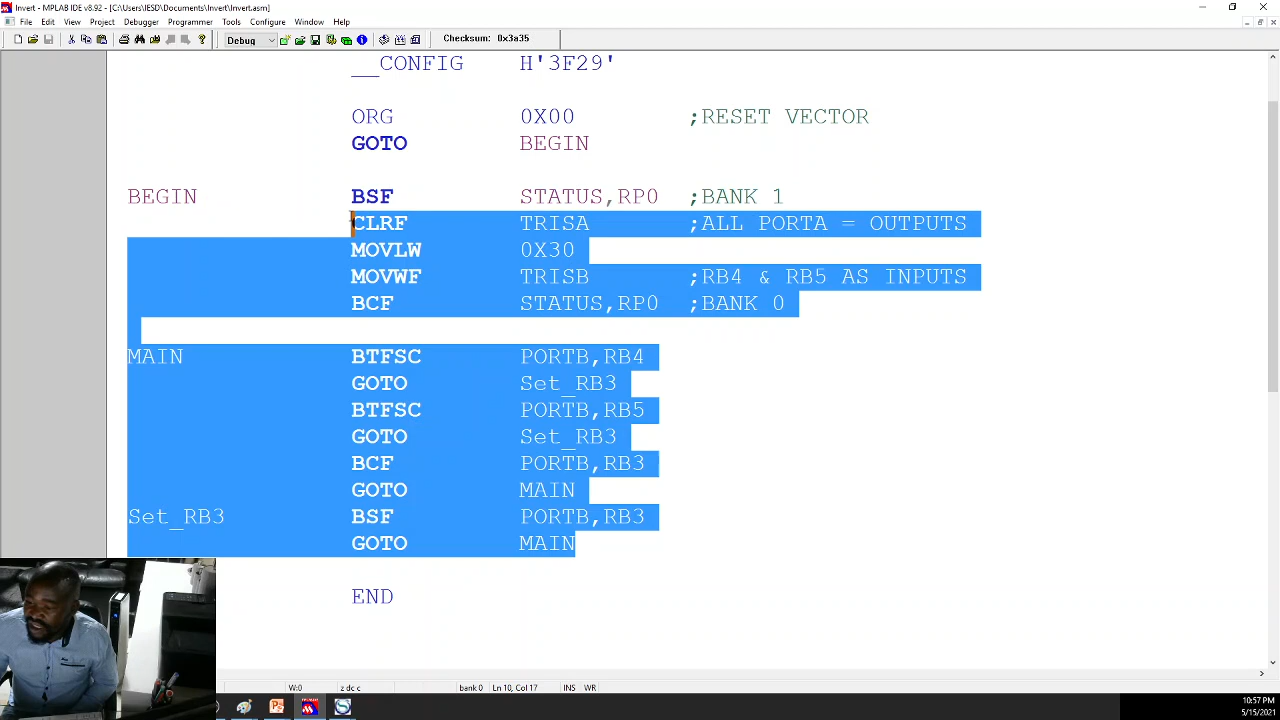 Invert - MPLAB IDE v8.92 - [C:\Users\IESD\Documents\Invert\Invert.asm]
File Edit View Project Debugger Programmer Tools Configure Window Help
Debug Checksum: 0x3a35
__CONFIG H'3F29'
ORG 0X00 ;RESET VECTOR
GOTO BEGIN
BEGIN BSF STATUS,RP0 ;BANK 1
CLRF TRISA ;ALL PORTA = OUTPUTS
MOVLW 0X30
MOVWF TRISB ;RB4 & RB5 AS INPUTS
BCF STATUS,RP0 ;BANK 0
MAIN BTFSC PORTB,RB4
GOTO Set_RB3
BTFSC PORTB,RB5
GOTO Set_RB3
BCF PORTB,RB3
GOTO MAIN
Set_RB3 BSF PORTB,RB3
GOTO MAIN
END
W:0 z dc c bank 0 Ln 10, Col 17 INS WR
10:57 PM
5/15/2021